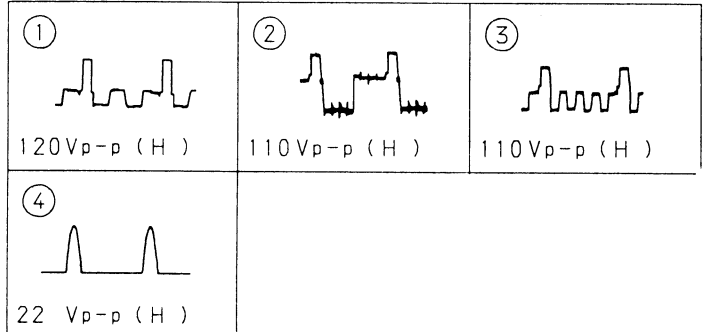 ①
②
③
120Vp-p (H )
110Vp-p (H )
110Vp-p (H )
④
22 Vp-p (H )